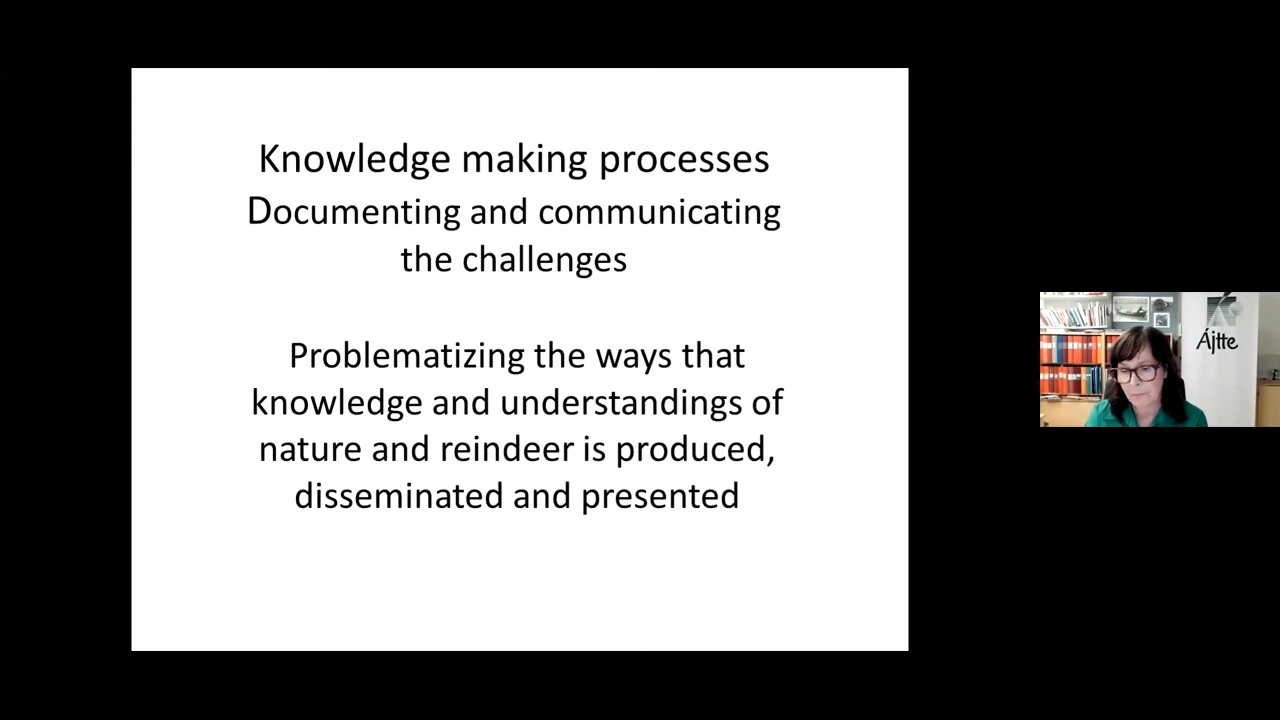 Knowledge making processes
Documenting and communicating
the challenges
Problematizing the ways that
knowledge and understandings of
nature and reindeer is produced,
disseminated and presented
Ájtte